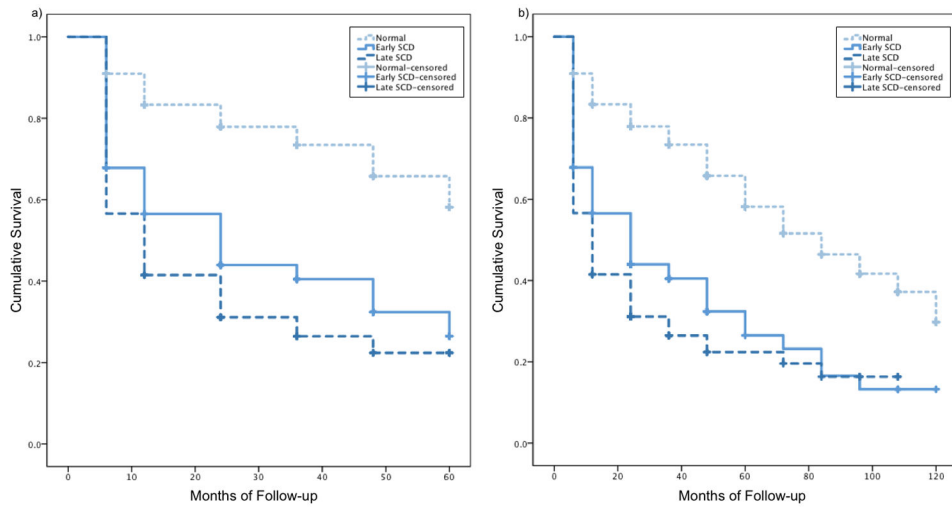 a)
Normal
Early SCD
Late SCD
Normal-censored
Early SCD-censored
Late SCD-censored
Cumulative Survival
1.0
0.8
0.6
0.4
0.2
0.0
0 10 20 30 40 50 60
Months of Follow-up
b)
Normal
Early SCD
Late SCD
Normal-censored
Early SCD-censored
Late SCD-censored
Cumulative Survival
1.0
0.8
0.6
0.4
0.2
0.0
0 20 40 60 80 100 120
Months of Follow-up